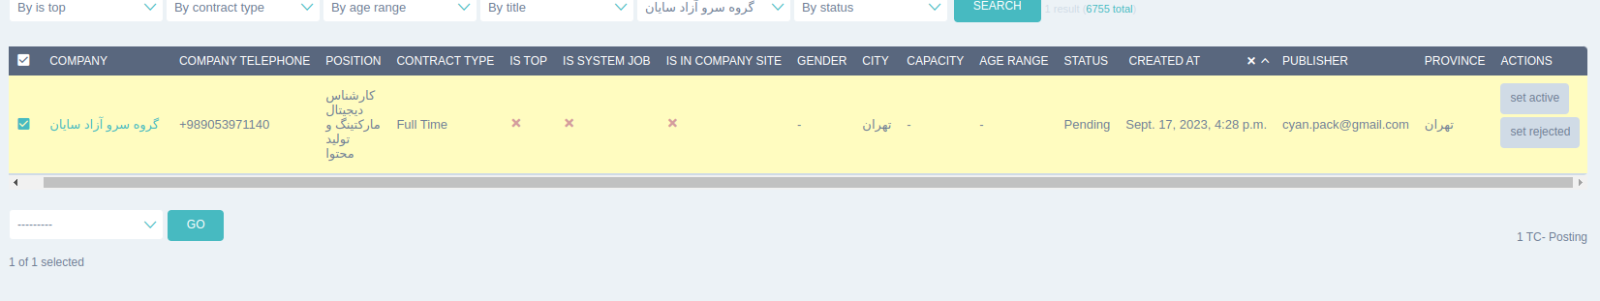 By is top By contract type By age range By title گروه سرو آزاد سایان By status SEARCH 1 result (6755 total)
COMPANY COMPANY TELEPHONE POSITION CONTRACT TYPE IS TOP IS SYSTEM JOB IS IN COMPANY SITE GENDER CITY CAPACITY AGE RANGE STATUS CREATED AT PUBLISHER PROVINCE ACTIONS
گروه سرو آزاد سایان +989053971140
کارشناس
دیجیتال
مارکتینگ و
تولید
محتوا
Full Time - تهران - - Pending Sept. 17, 2023, 4:28 p.m. cyan.pack@gmail.com تهران
set active
set rejected
--------- GO
1 TC- Posting
1 of 1 selected